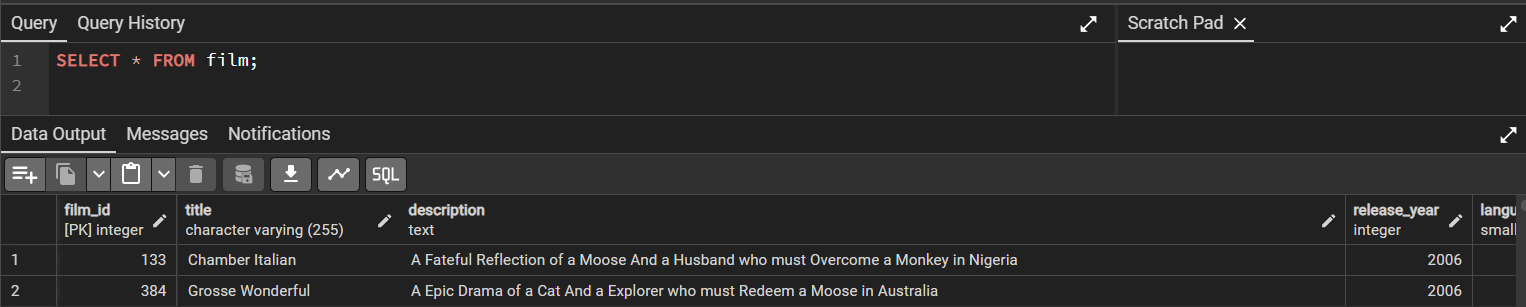 Query Query History Scratch Pad
1 SELECT * FROM film;
2
Data Output Messages Notifications
SQL
film_id title description release_year langu
[PK] integer character varying (255) text integer small
1 133 Chamber Italian A Fateful Reflection of a Moose And a Husband who must Overcome a Monkey in Nigeria 2006
2 384 Grosse Wonderful A Epic Drama of a Cat And a Explorer who must Redeem a Moose in Australia 2006